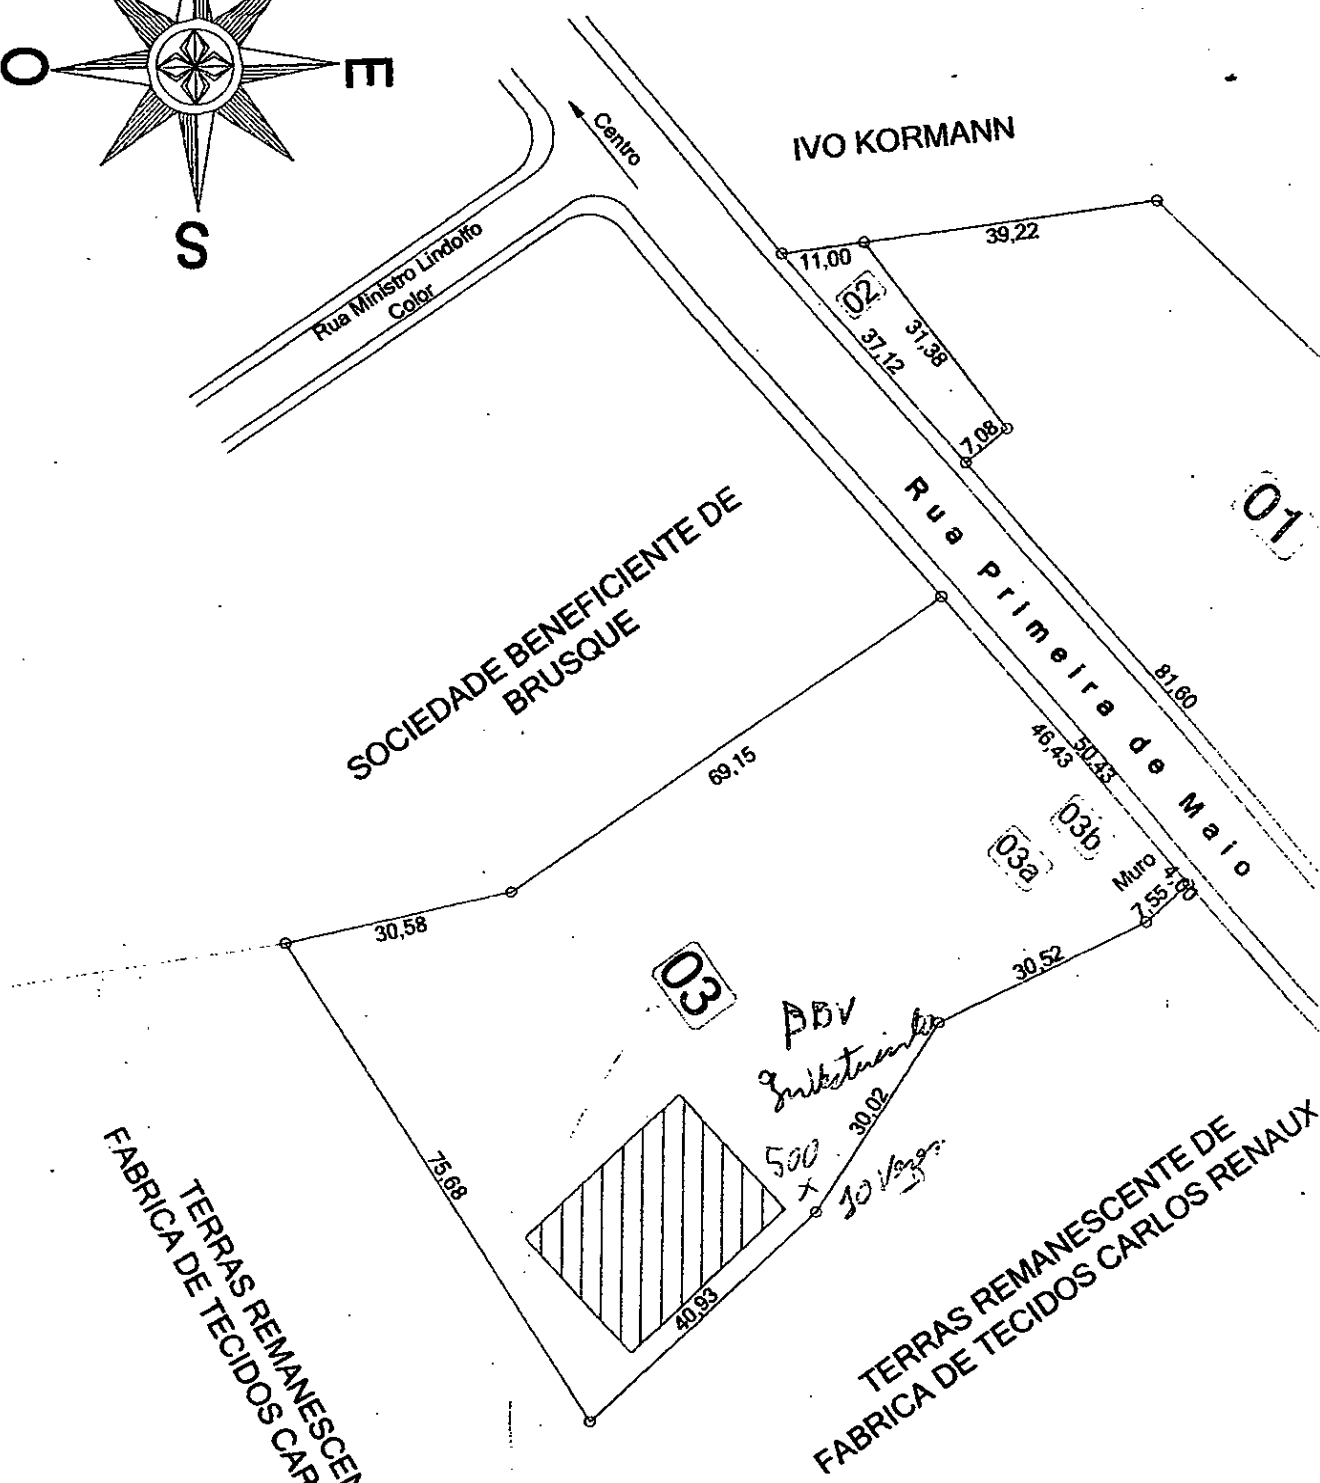 O
E
S
Centro
IVO KORMANN
Rua Ministro Lindolfo
Color
11,00
39,22
02
31,38
37,12
7,08
01
Rua Primeira de Maio
SOCIEDADE BENEFICIENTE DE
BRUSQUE
69,15
81,60
46,43
50,43
03b
03a
Muro
4,00
7,55
30,58
30,52
03
BBV
30,02
500
x
10
75,68
40,93
TERRAS REMANESCENTE DE
FABRICA DE TECIDOS CARLOS RENAUX
TERRAS REMANESCEN
FABRICA DE TECIDOS CAR